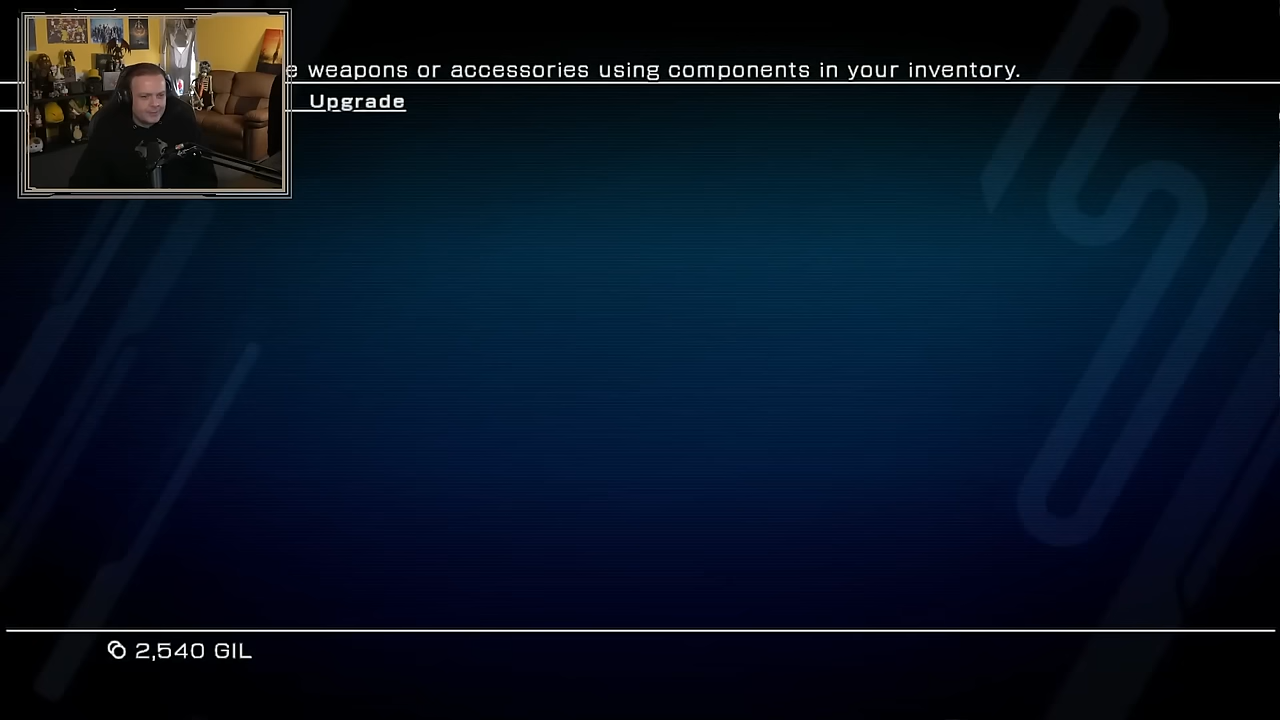 weapons or accessories using components in your inventory.
Upgrade
2,540 GIL